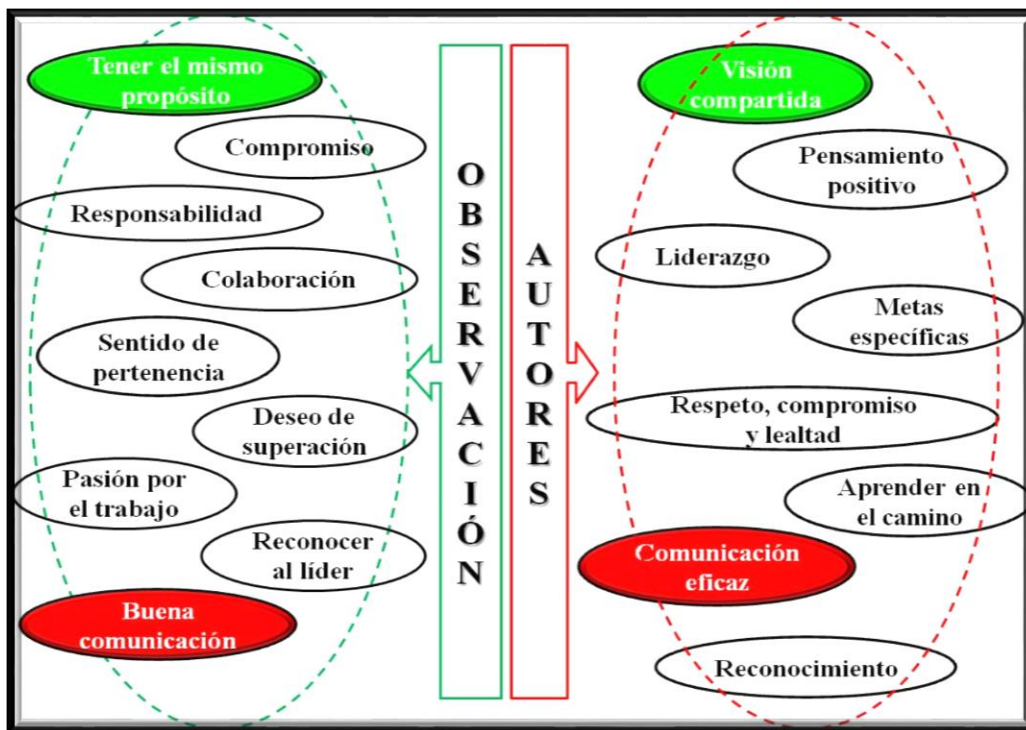 Tener el mismo
propósito
Compromiso
Responsabilidad
Colaboración
Sentido de
pertenencia
Deseo de
superación
Pasión por
el trabajo
Reconocer
al líder
Buena
comunicación
OBSERVACIÓN
AUTORES
Visión
compartida
Pensamiento
positivo
Liderazgo
Metas
específicas
Respeto, compromiso
y lealtad
Aprender en
el camino
Comunicación
eficaz
Reconocimiento